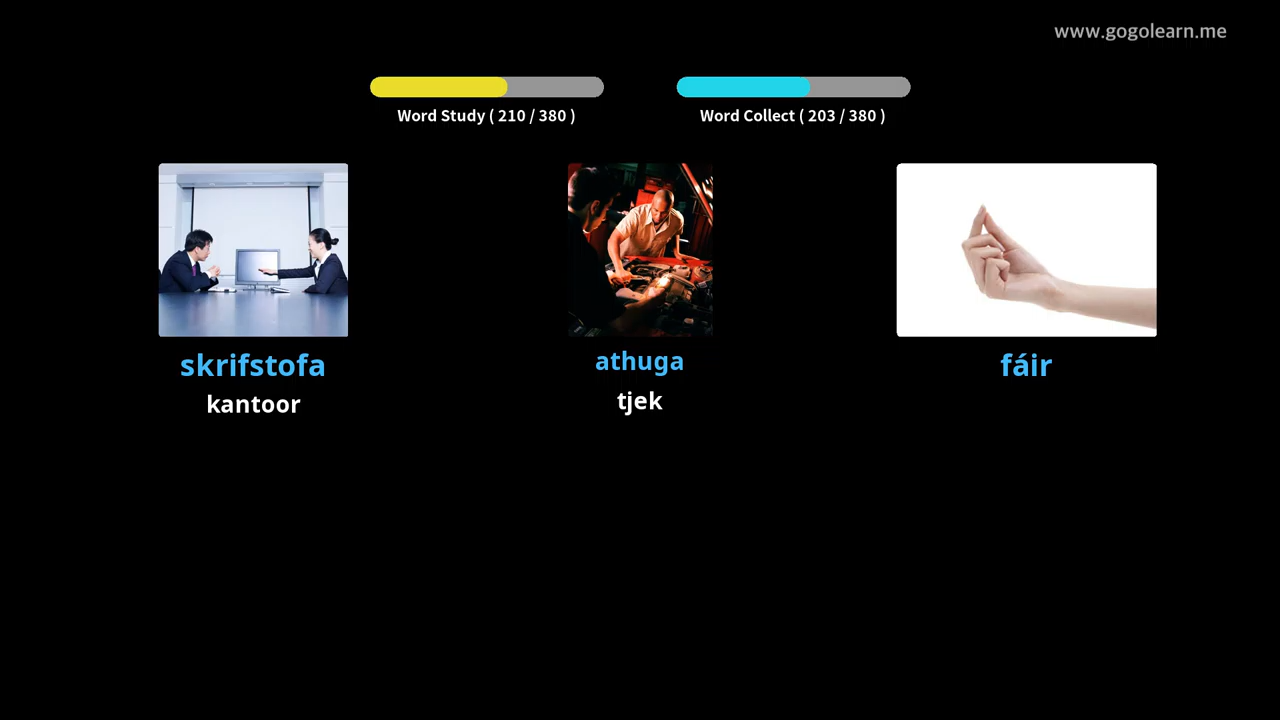 www.gogolearn.me
Word Study ( 210 / 380 )
Word Collect ( 203 / 380 )
skrifstofa
athuga
fáir
kantoor
tjek